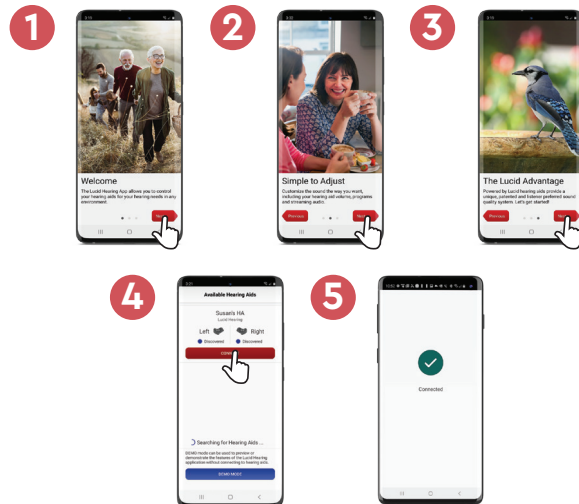 1
2
3
Welcome
The Lucid Hearing App allows you to control
your hearing aids for your hearing needs in any
environment.
Simple to Adjust
Customize the sound the way you want,
including your hearing aid volume, programs
and streaming audio.
Previous
The Lucid Advantage
Powered by Lucid hearing aids provide a
unique, patented and listener preferred sound
quality system. Let's get started!
Previous
4
5
Available Hearing Aids
Susan's HA
Lucid Hearing
Left Right
Discovered Discovered
Searching for Hearing Aids ...
DEMO mode can be used to preview or
demonstrate the features of the Lucid Hearing
application without connecting to hearing aids.
DEMO MODE
Connected